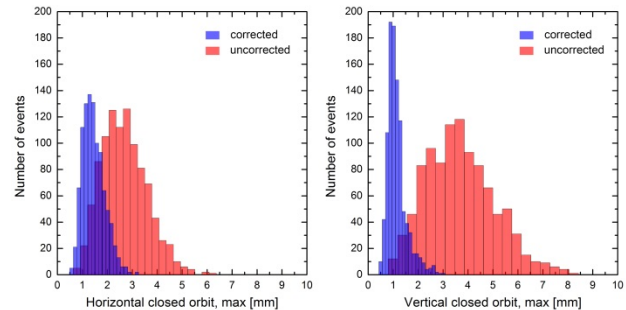 200
180
160
140
120
100
80
60
40
20
0
Number of events
corrected
uncorrected
0 1 2 3 4 5 6 7 8 9 10
Horizontal closed orbit, max [mm]
200
180
160
140
120
100
80
60
40
20
0
Number of events
corrected
uncorrected
0 1 2 3 4 5 6 7 8 9 10
Vertical closed orbit, max [mm]